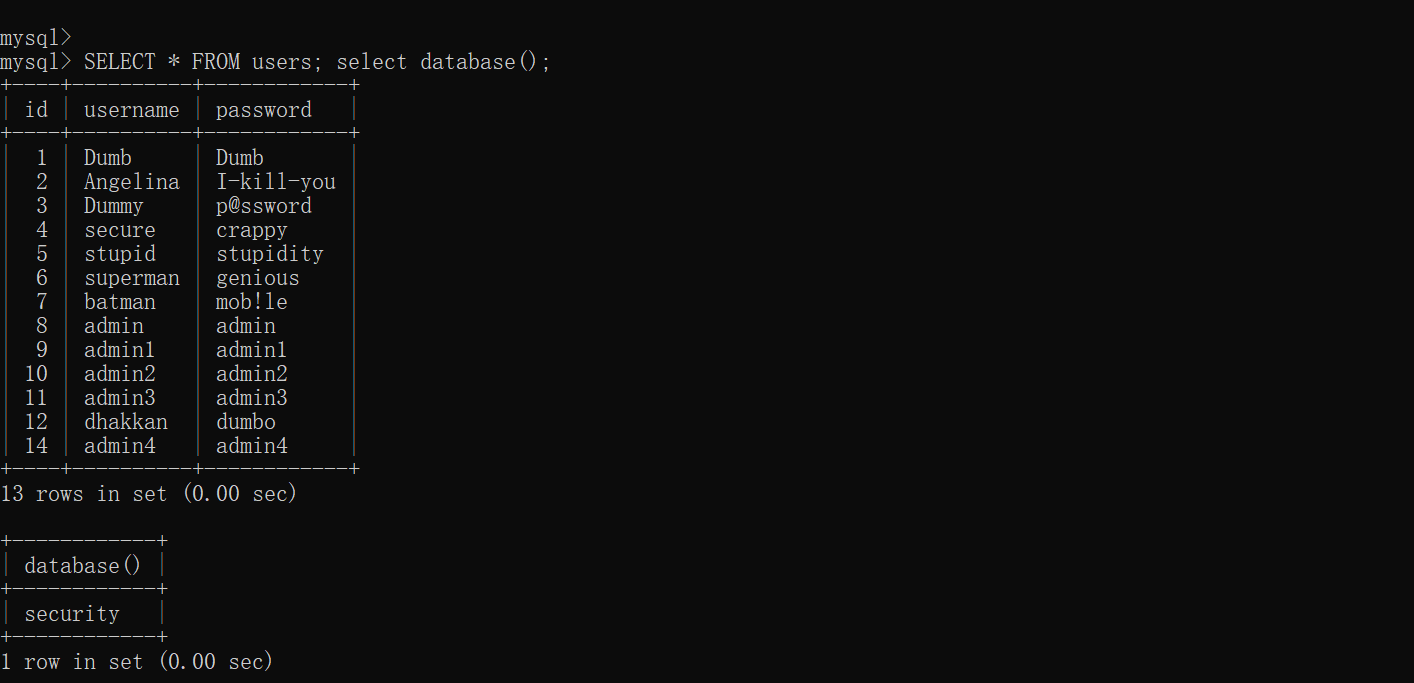 mysql>
mysql> SELECT * FROM users; select database();
+----+----------+------------+
| id | username | password   |
+----+----------+------------+
|  1 | Dumb     | Dumb       |
|  2 | Angelina | I-kill-you |
|  3 | Dummy    | p@ssword   |
|  4 | secure   | crappy     |
|  5 | stupid   | stupidity  |
|  6 | superman | genious    |
|  7 | batman   | mob!le     |
|  8 | admin    | admin      |
|  9 | admin1   | admin1     |
| 10 | admin2   | admin2     |
| 11 | admin3   | admin3     |
| 12 | dhakkan  | dumbo      |
| 14 | admin4   | admin4     |
+----+----------+------------+
13 rows in set (0.00 sec)

+------------+
| database() |
+------------+
| security   |
+------------+
1 row in set (0.00 sec)